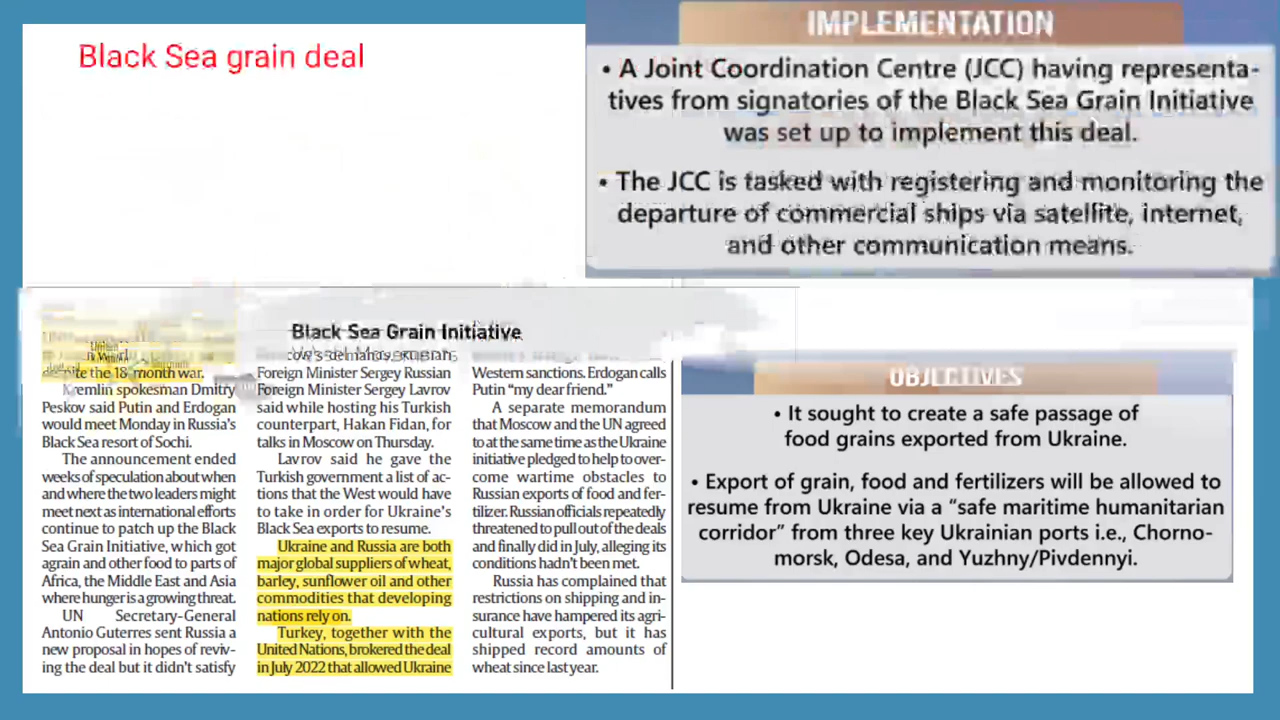 Black Sea grain deal
IMPLEMENTATION
• A Joint Coordination Centre (JCC) having representa-
tives from signatories of the Black Sea Grain Initiative
was set up to implement this deal.
• The JCC is tasked with registering and monitoring the
departure of commercial ships via satellite, internet,
and other communication means.
Black Sea Grain Initiative
despite the 18-month war.
Kremlin spokesman Dmitry
Peskov said Putin and Erdogan
would meet Monday in Russia's
Black Sea resort of Sochi.
The announcement ended
weeks of speculation about when
and where the two leaders might
meet next as international efforts
continue to patch up the Black
Sea Grain Initiative, which got
agrain and other food to parts of
Africa, the Middle East and Asia
where hunger is a growing threat.
UN Secretary-General
Antonio Guterres sent Russia a
new proposal in hopes of reviv-
ing the deal but it didn't satisfy
Foreign Minister Sergey Russian
Foreign Minister Sergey Lavrov
said while hosting his Turkish
counterpart, Hakan Fidan, for
talks in Moscow on Thursday.
Lavrov said he gave the
Turkish government a list of ac-
tions that the West would have
to take in order for Ukraine's
Black Sea exports to resume.
Ukraine and Russia are both
major global suppliers of wheat,
barley, sunflower oil and other
commodities that developing
nations rely on.
Turkey, together with the
United Nations, brokered the deal
in July 2022 that allowed Ukraine
Western sanctions. Erdogan calls
Putin “my dear friend.”
A separate memorandum
that Moscow and the UN agreed
to at the same time as the Ukraine
initiative pledged to help to over-
come wartime obstacles to
Russian exports of food and fer-
tilizer. Russian officials repeatedly
threatened to pull out of the deals
and finally did in July, alleging its
conditions hadn't been met.
Russia has complained that
restrictions on shipping and in-
surance have hampered its agri-
cultural exports, but it has
shipped record amounts of
wheat since last year.
OBJECTIVES
• It sought to create a safe passage of
food grains exported from Ukraine.
• Export of grain, food and fertilizers will be allowed to
resume from Ukraine via a “safe maritime humanitarian
corridor” from three key Ukrainian ports i.e., Chorno-
morsk, Odesa, and Yuzhny/Pivdennyi.